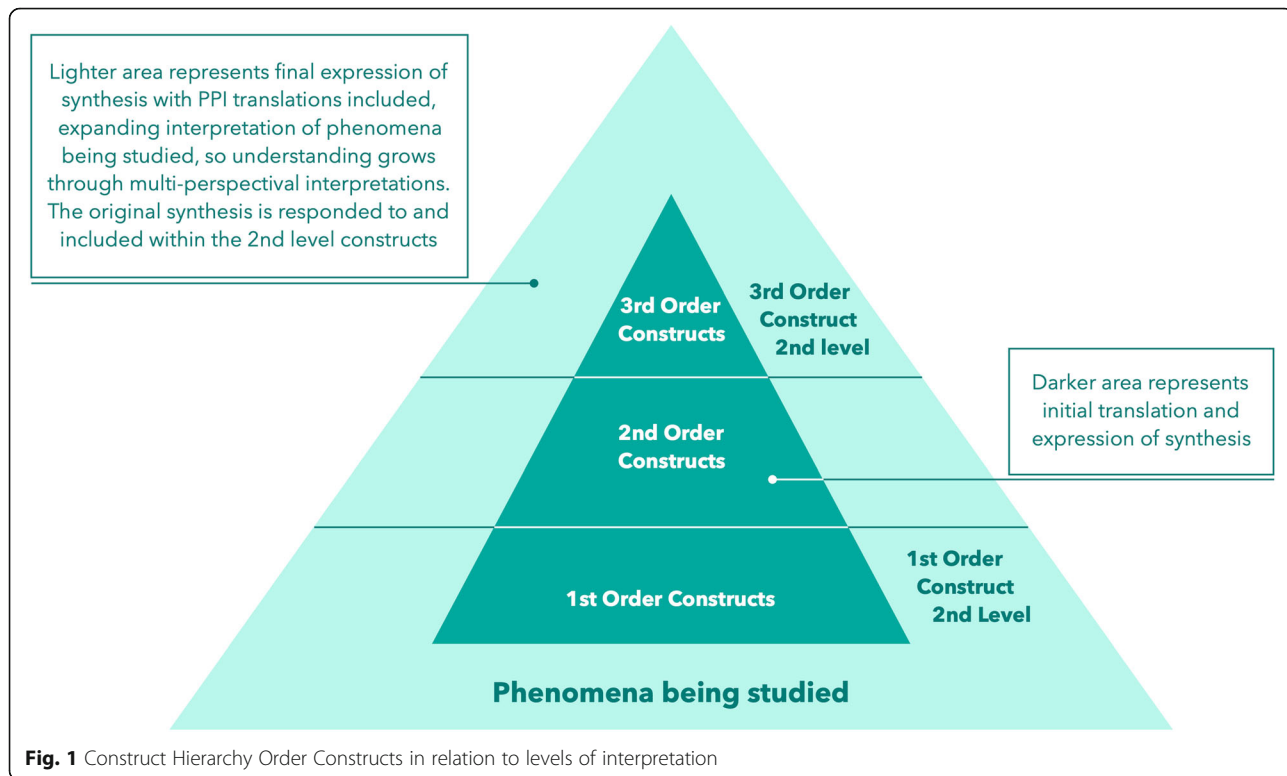 Lighter area represents final expression of
synthesis with PPI translations included,
expanding interpretation of phenomena
being studied, so understanding grows
through multi-perspectival interpretations.
The original synthesis is responded to and
included within the 2nd level constructs
3rd Order
Constructs
3rd Order
Construct
2nd level
Darker area represents
initial translation and
expression of synthesis
2nd Order
Constructs
1st Order Constructs
1st Order
Construct
2nd Level
Phenomena being studied
Fig. 1 Construct Hierarchy Order Constructs in relation to levels of interpretation